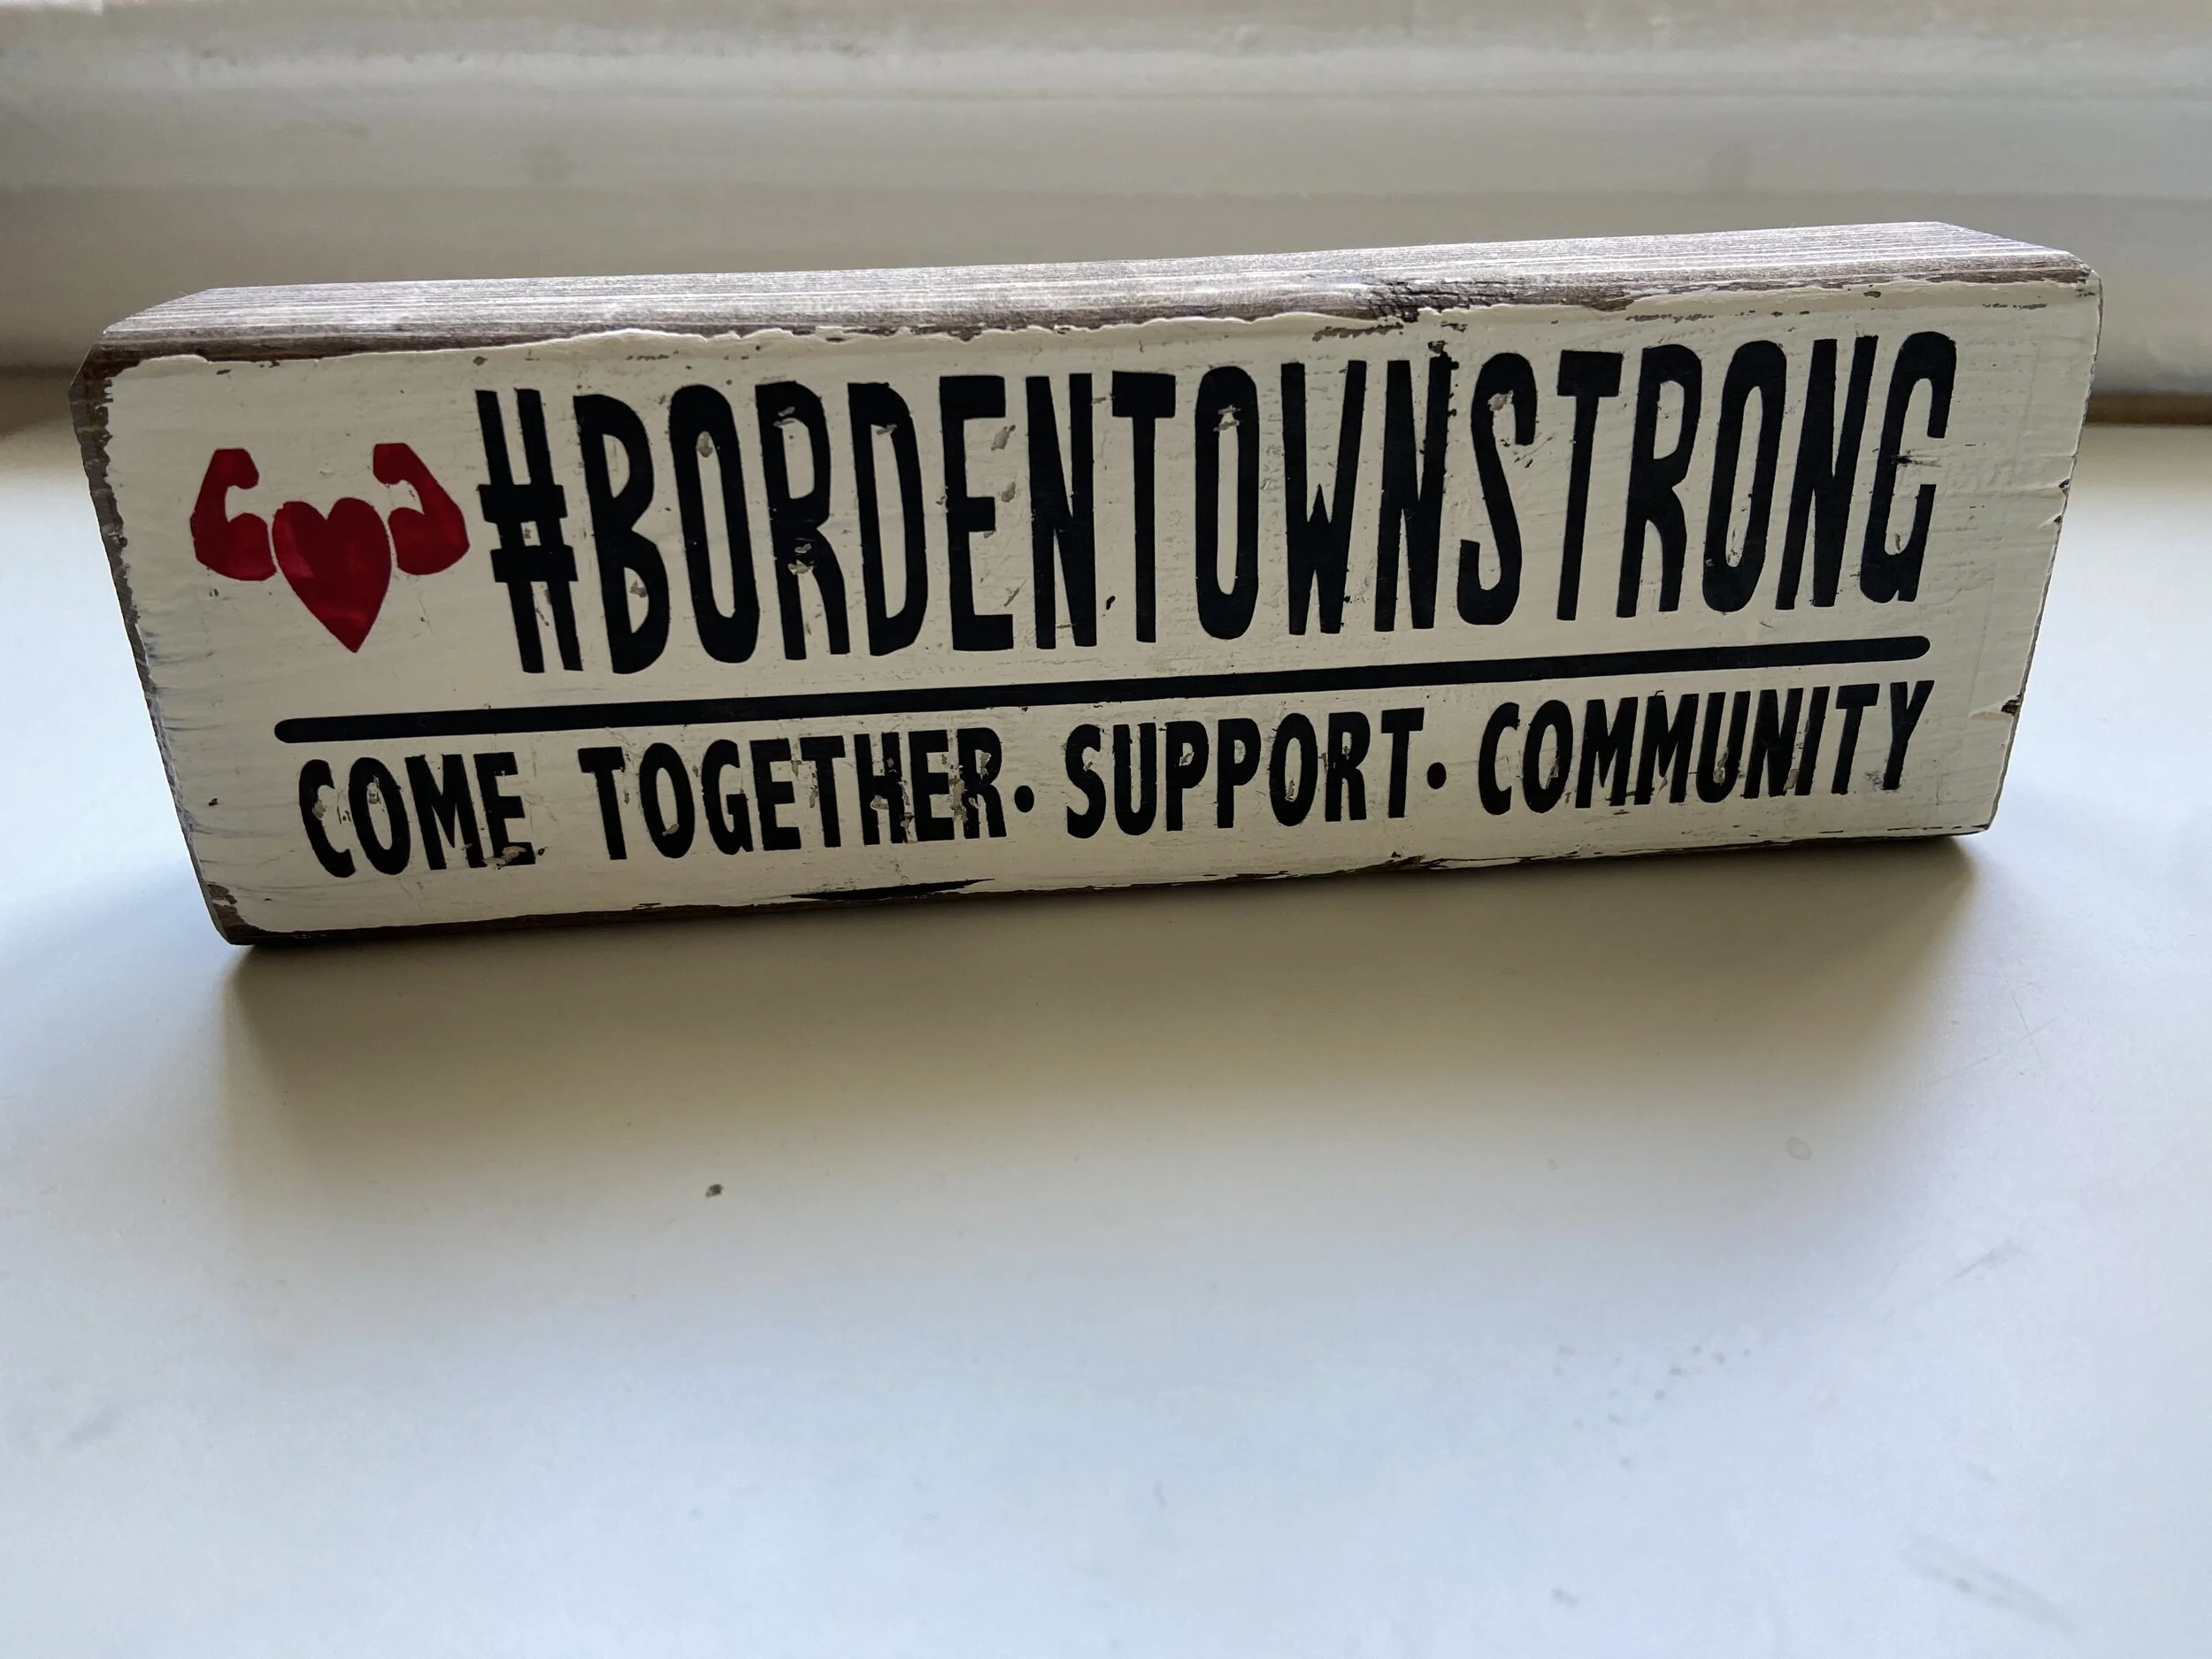 #BORDENTOWNSTRONG
COME TOGETHER• SUPPORT• COMMUNITY